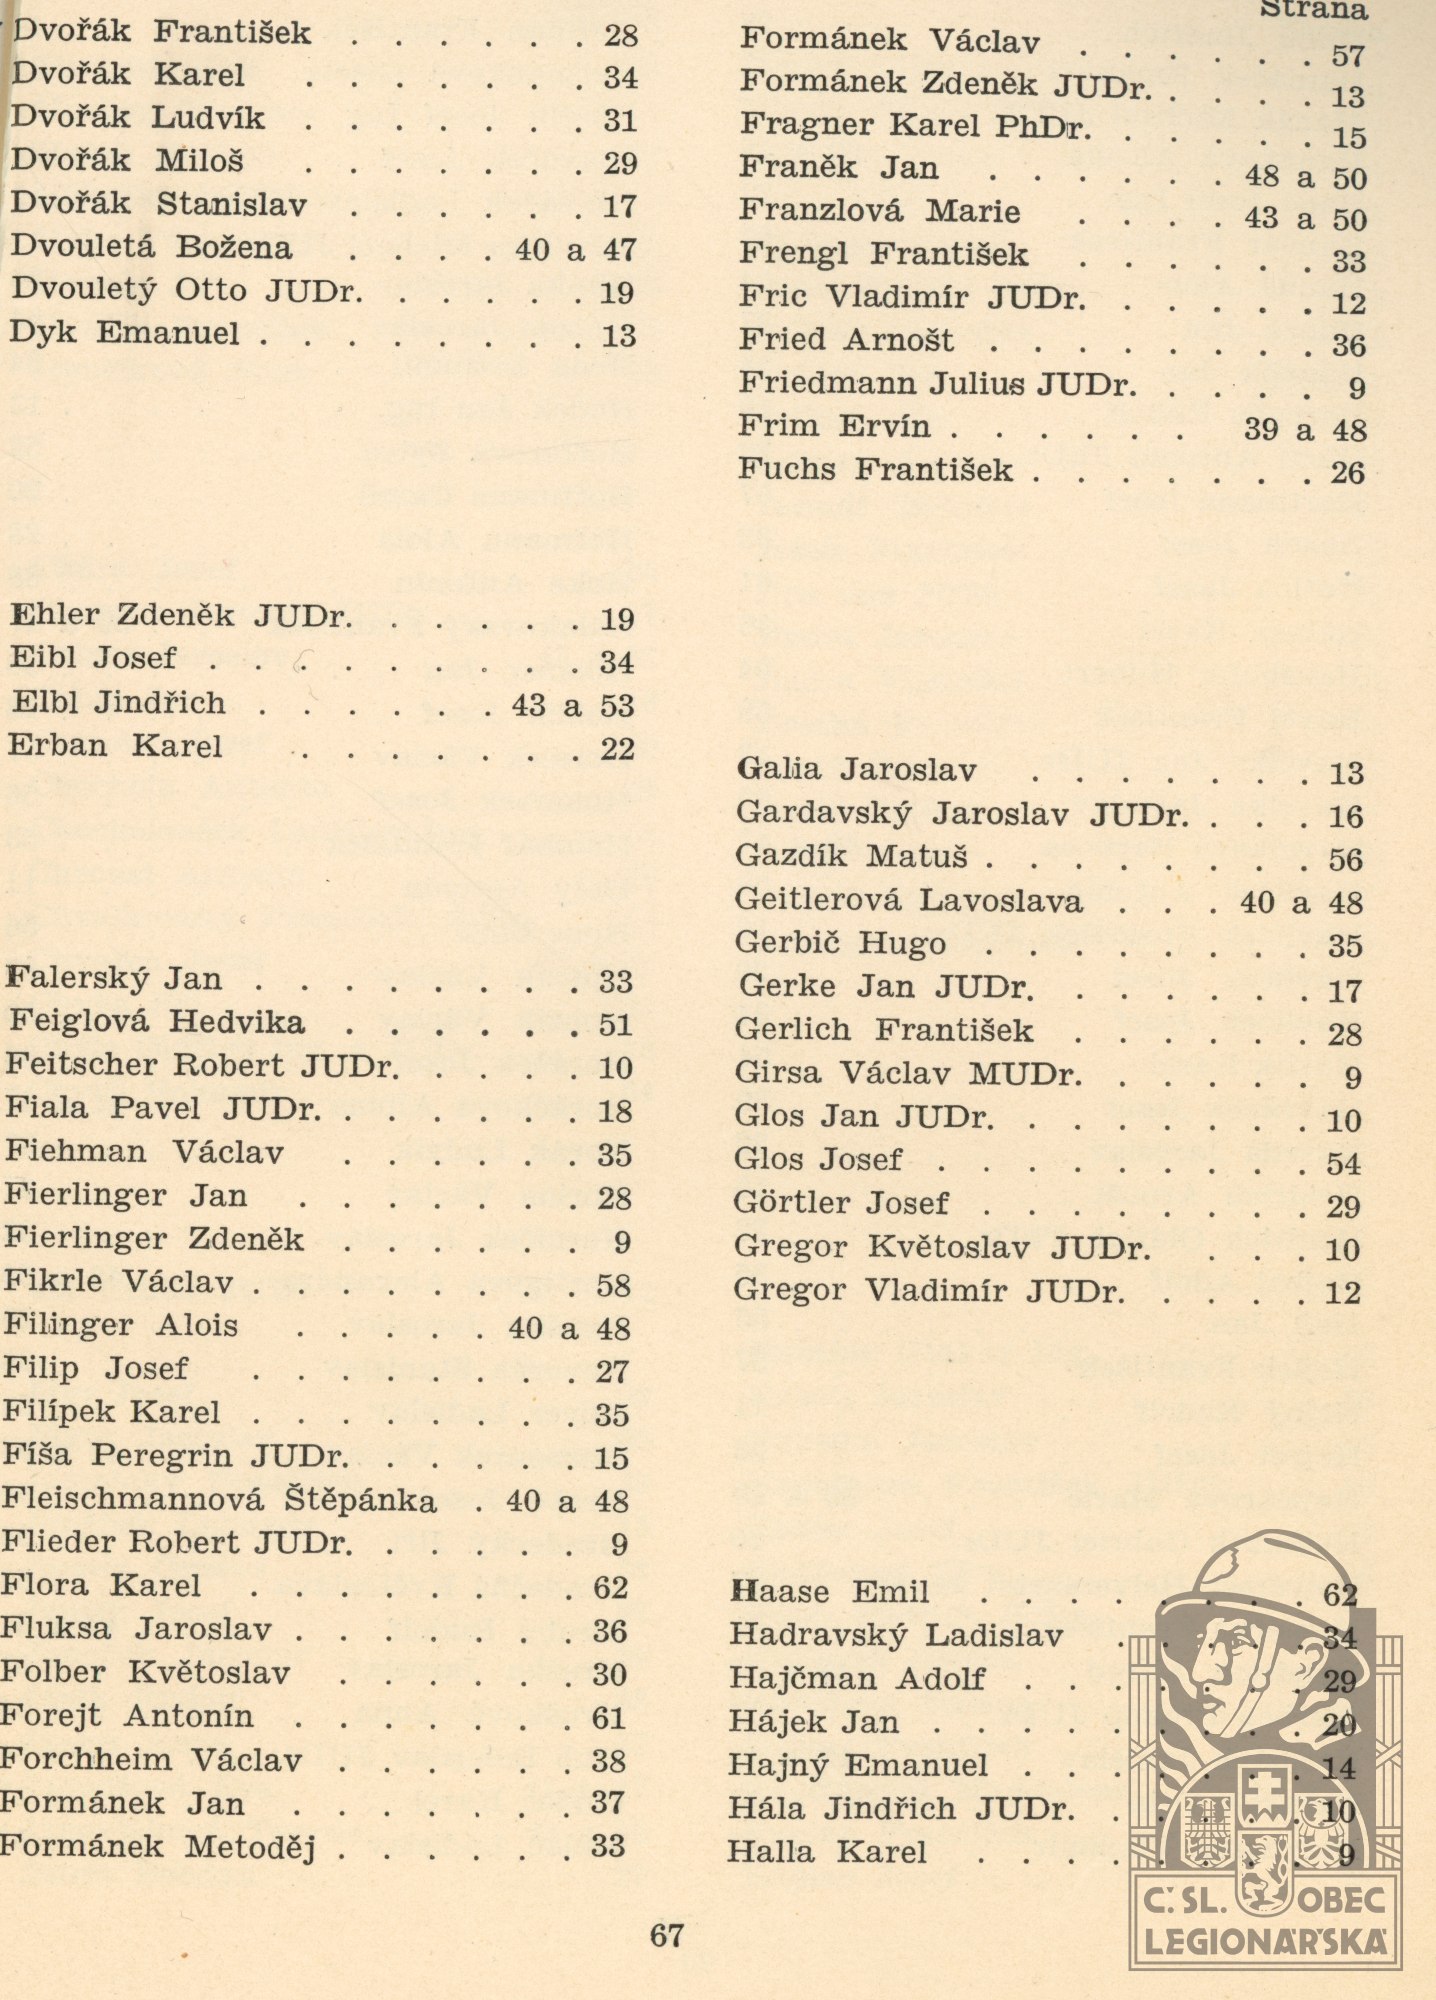 Dvořák František . . . . . . 28
Dvořák Karel . . . . . . . 34
Dvořák Ludvík . . . . . . . 31
Dvořák Miloš . . . . . . . 29
Dvořák Stanislav . . . . . . 17
Dvouletá Božena . . . . 40 a 47
Dvouletý Otto JUDr. . . . . . 19
Dyk Emanuel . . . . . . . . 13
Ehler Zdeněk JUDr. . . . . . 19
Eibl Josef . . . . . . . . . 34
Elbl Jindřich . . . . . . 43 a 53
Erban Karel . . . . . . . 22
Falerský Jan . . . . . . . . 33
Feiglová Hedvika . . . . . . 51
Feitscher Robert JUDr. . . . . 10
Fiala Pavel JUDr. . . . . . . 18
Fiehman Václav . . . . . . 35
Fierlinger Jan . . . . . . . 28
Fierlinger Zdeněk . . . . . . 9
Fikrle Václav . . . . . . . . 58
Filinger Alois . . . . . 40 a 48
Filip Josef . . . . . . . . 27
Filípek Karel . . . . . . . . 35
Fíša Peregrin JUDr. . . . . . 15
Fleischmannová Štěpánka . 40 a 48
Flieder Robert JUDr. . . . . . 9
Flora Karel . . . . . . . . 62
Fluksa Jaroslav . . . . . . . 36
Folber Květoslav . . . . . . 30
Forejt Antonín . . . . . . . 61
Forchheim Václav . . . . . . 38
Formánek Jan . . . . . . . 37
Formánek Metoděj . . . . . . 33
Strana
Formánek Václav . . . . . . 57
Formánek Zdeněk JUDr. . . . . 13
Fragner Karel PhDr. . . . . . 15
Franěk Jan . . . . . . 48 a 50
Franzlová Marie . . . . 43 a 50
Frengl František . . . . . . 33
Fric Vladimír JUDr. . . . . . 12
Fried Arnošt . . . . . . . . 36
Friedmann Julius JUDr. . . . . 9
Frim Ervín . . . . . . 39 a 48
Fuchs František . . . . . . . 26
Galia Jaroslav . . . . . . . 13
Gardavský Jaroslav JUDr. . . . 16
Gazdík Matuš . . . . . . . . 56
Geitlerová Lavoslava . . . 40 a 48
Gerbič Hugo . . . . . . . . 35
Gerke Jan JUDr. . . . . . . 17
Gerlich František . . . . . . 28
Girsa Václav MUDr. . . . . . 9
Glos Jan JUDr. . . . . . . . 10
Glos Josef . . . . . . . . . 54
Görtler Josef . . . . . . . . 29
Gregor Květoslav JUDr. . . . 10
Gregor Vladimír JUDr. . . . . 12
Haase Emil . . . . . . . . 62
Hadravský Ladislav . . . . . 34
Hajčman Adolf . . . . . . . 29
Hájek Jan . . . . . . . . . 20
Hajný Emanuel . . . . . . . 14
Hála Jindřich JUDr. . . . . . 10
Halla Karel . . . . . . . . 9
67
Č.SL. OBEC
LEGIONÁŘSKÁ